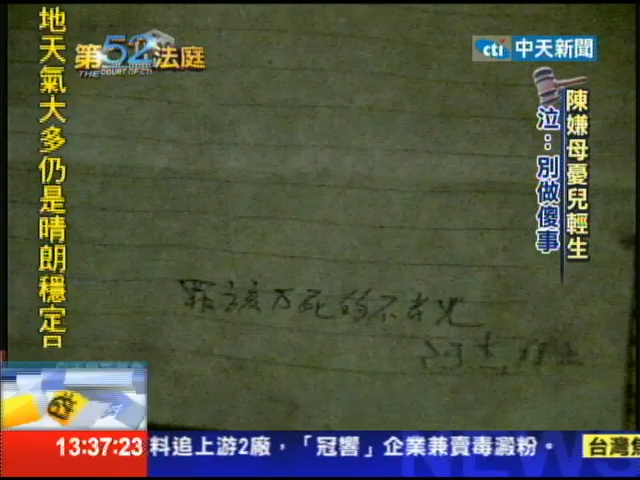 地天氣大多仍是晴朗穩定
第52法庭
THE COURT OF CTI
cti 中天新聞
陳嫌母憂兒輕生
泣：別做傻事
罪該万死的不孝児
13:37:23
料追上游2廠，「冠響」企業兼賣毒澱粉。
台灣
NEWS